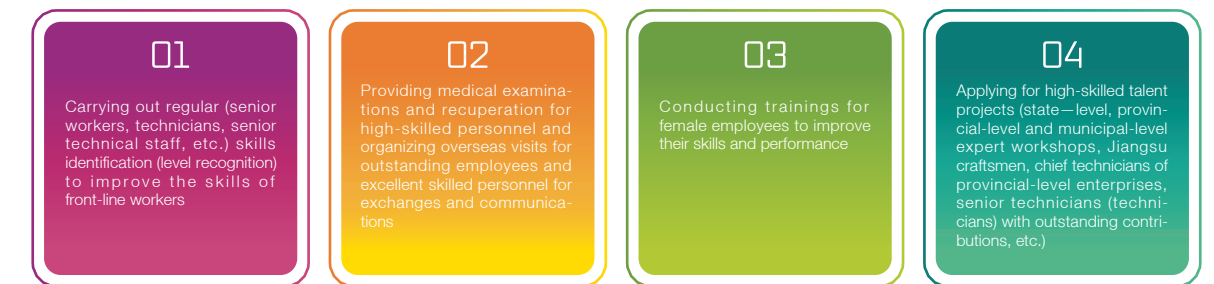 01
Carrying out regular (senior
workers, technicians, senior
technical staff, etc.) skills
identification (level recognition)
to improve the skills of
front-line workers
02
Providing medical examina-
tions and recuperation for
high-skilled personnel and
organizing overseas visits for
outstanding employees and
excellent skilled personnel for
exchanges and communica-
tions
03
Conducting trainings for
female employees to improve
their skills and performance
04
Applying for high-skilled talent
projects (state—level, provin-
cial-level and municipal-level
expert workshops, Jiangsu
craftsmen, chief technicians of
provincial-level enterprises,
senior technicians (techni-
cians) with outstanding contri-
butions, etc.)